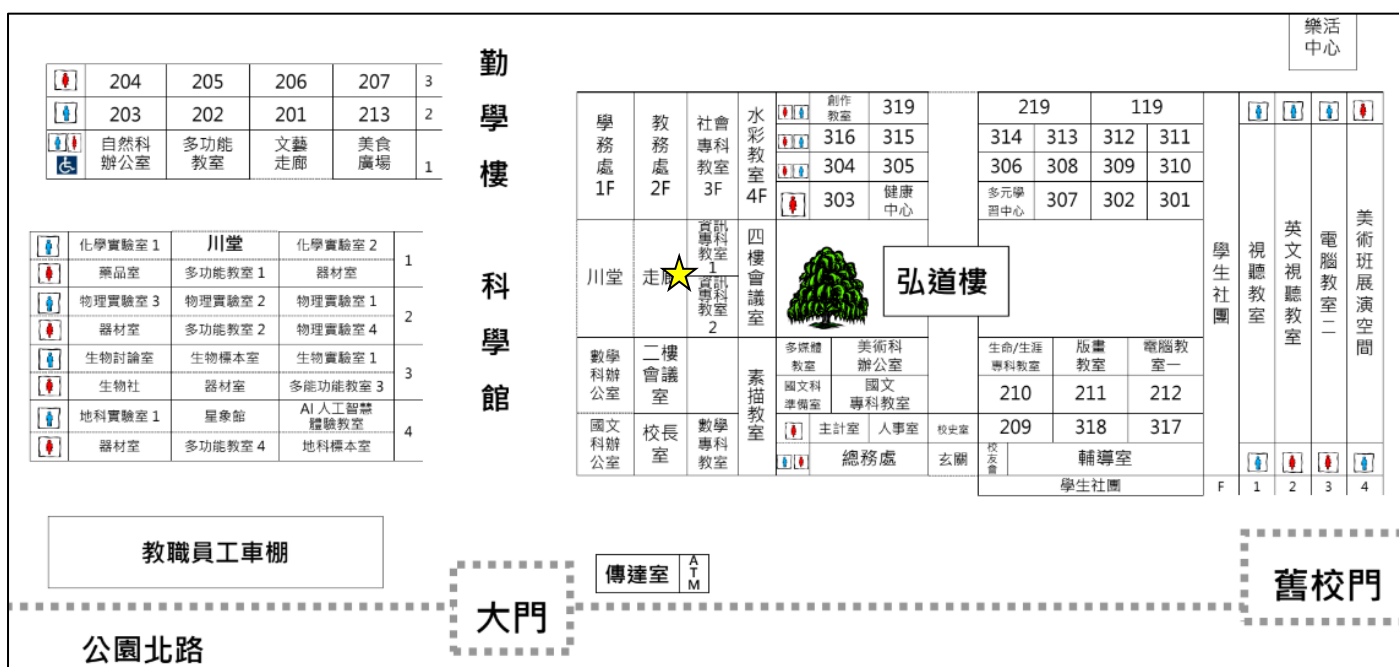 樂活
中心
勤學樓
204 205 206 207 3
203 202 201 213 2
自然科
辦公室
多功能
教室
文藝
走廊
美食
廣場
1
科學館
化學實驗室 1 川堂 化學實驗室 2
1
藥品室 多功能教室 1 器材室
物理實驗室 3 物理實驗室 2 物理實驗室 1
2
器材室 多功能教室 2 物理實驗室 4
生物討論室 生物標本室 生物實驗室 1
3
生物社 器材室 多能功能教室 3
地科實驗室 1 星象館
AI 人工智慧
體驗教室
4
器材室 多功能教室 4 地科標本室
學務處
1F
教務處
2F
社會
專科
教室
3F
水彩教室
4F
創作
教室
319
316 315
304 305
303
健康
中心
219 119
314 313 312 311
306 308 309 310
多元學
習中心
307 302 301
川堂
走廊
資訊
專科
教室
1
資訊
專科
教室
2
四樓會議室
弘道樓
學生社團
視聽教室
英文視聽教室
電腦教室二
美術班展演空間
數學
科辦
公室
二樓
會議
室
素描教室
國文
科辦
公室
校長
室
數學
專科
教室
多媒體
教室
美術科
辦公室
國文科
準備室
國文
專科教室
主計室 人事室 校史室
總務處 玄關
生命/生涯
專科教室
版畫
教室
電腦教
室一
210 211 212
209 318 317
校友會
輔導室
學生社團 F 1 2 3 4
教職員工車棚
傳達室
ATM
大門
舊校門
公園北路